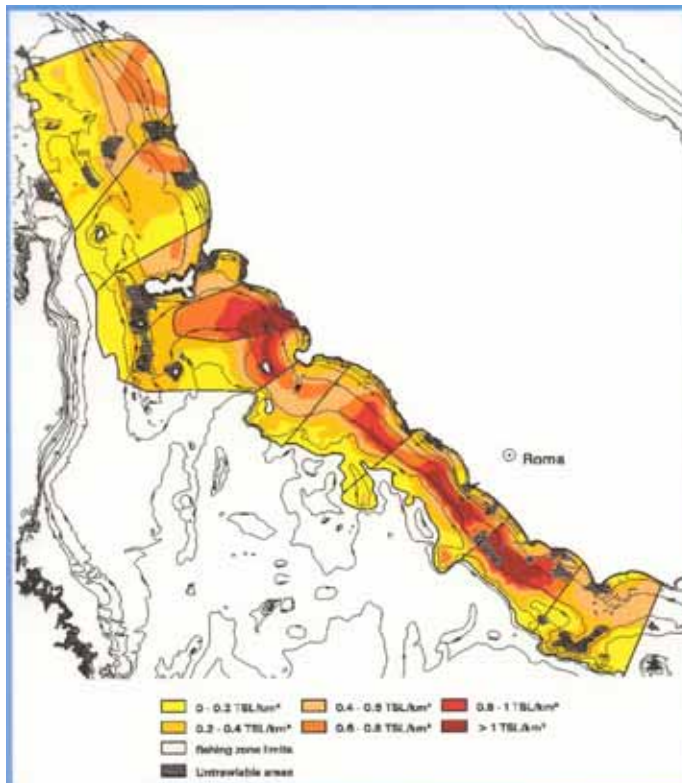 Roma
0 - 0.2 TSL/km²
0.4 - 0.6 TSL/km²
0.8 - 1 TSL/km²
0.2 - 0.4 TSL/km²
0.6 - 0.8 TSL/km²
> 1 TSL/km²
fishing zone limits
Untrawlable areas